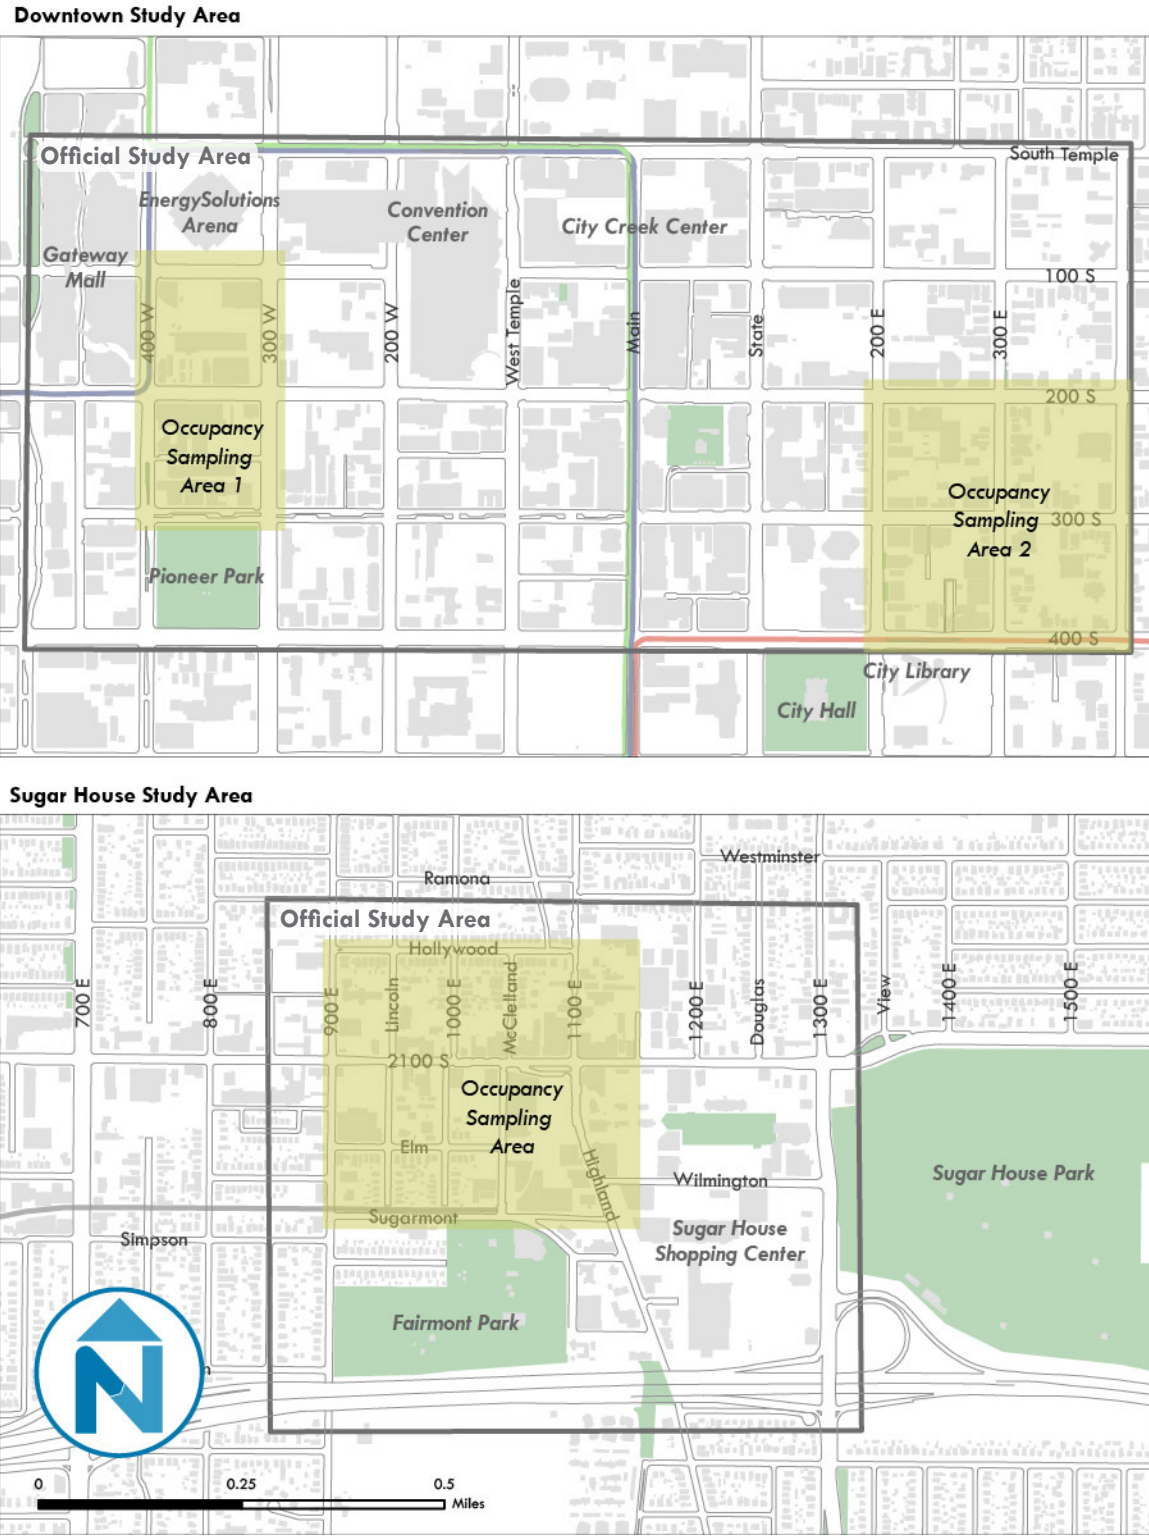 Downtown Study Area
Official Study Area
South Temple
EnergySolutions
Arena
Convention
Center
City Creek Center
Gateway
Mall
100 S
400 W
300 W
200 W
West Temple
Main
State
200 E
300 E
200 S
Occupancy
Sampling
Area 1
Occupancy
Sampling
Area 2
300 S
Pioneer Park
400 S
City Library
City Hall
Sugar House Study Area
Westminster
Ramona
Official Study Area
Hollywood
700 E
800 E
900 E
Lincoln
1000 E
McClelland
1100 E
1200 E
Douglas
1300 E
View
1400 E
1500 E
2100 S
Occupancy
Sampling
Area
Elm
Highland
Wilmington
Sugar House Park
Sugarmont
Simpson
Sugar House
Shopping Center
Fairmont Park
N
0
0.25
0.5
Miles